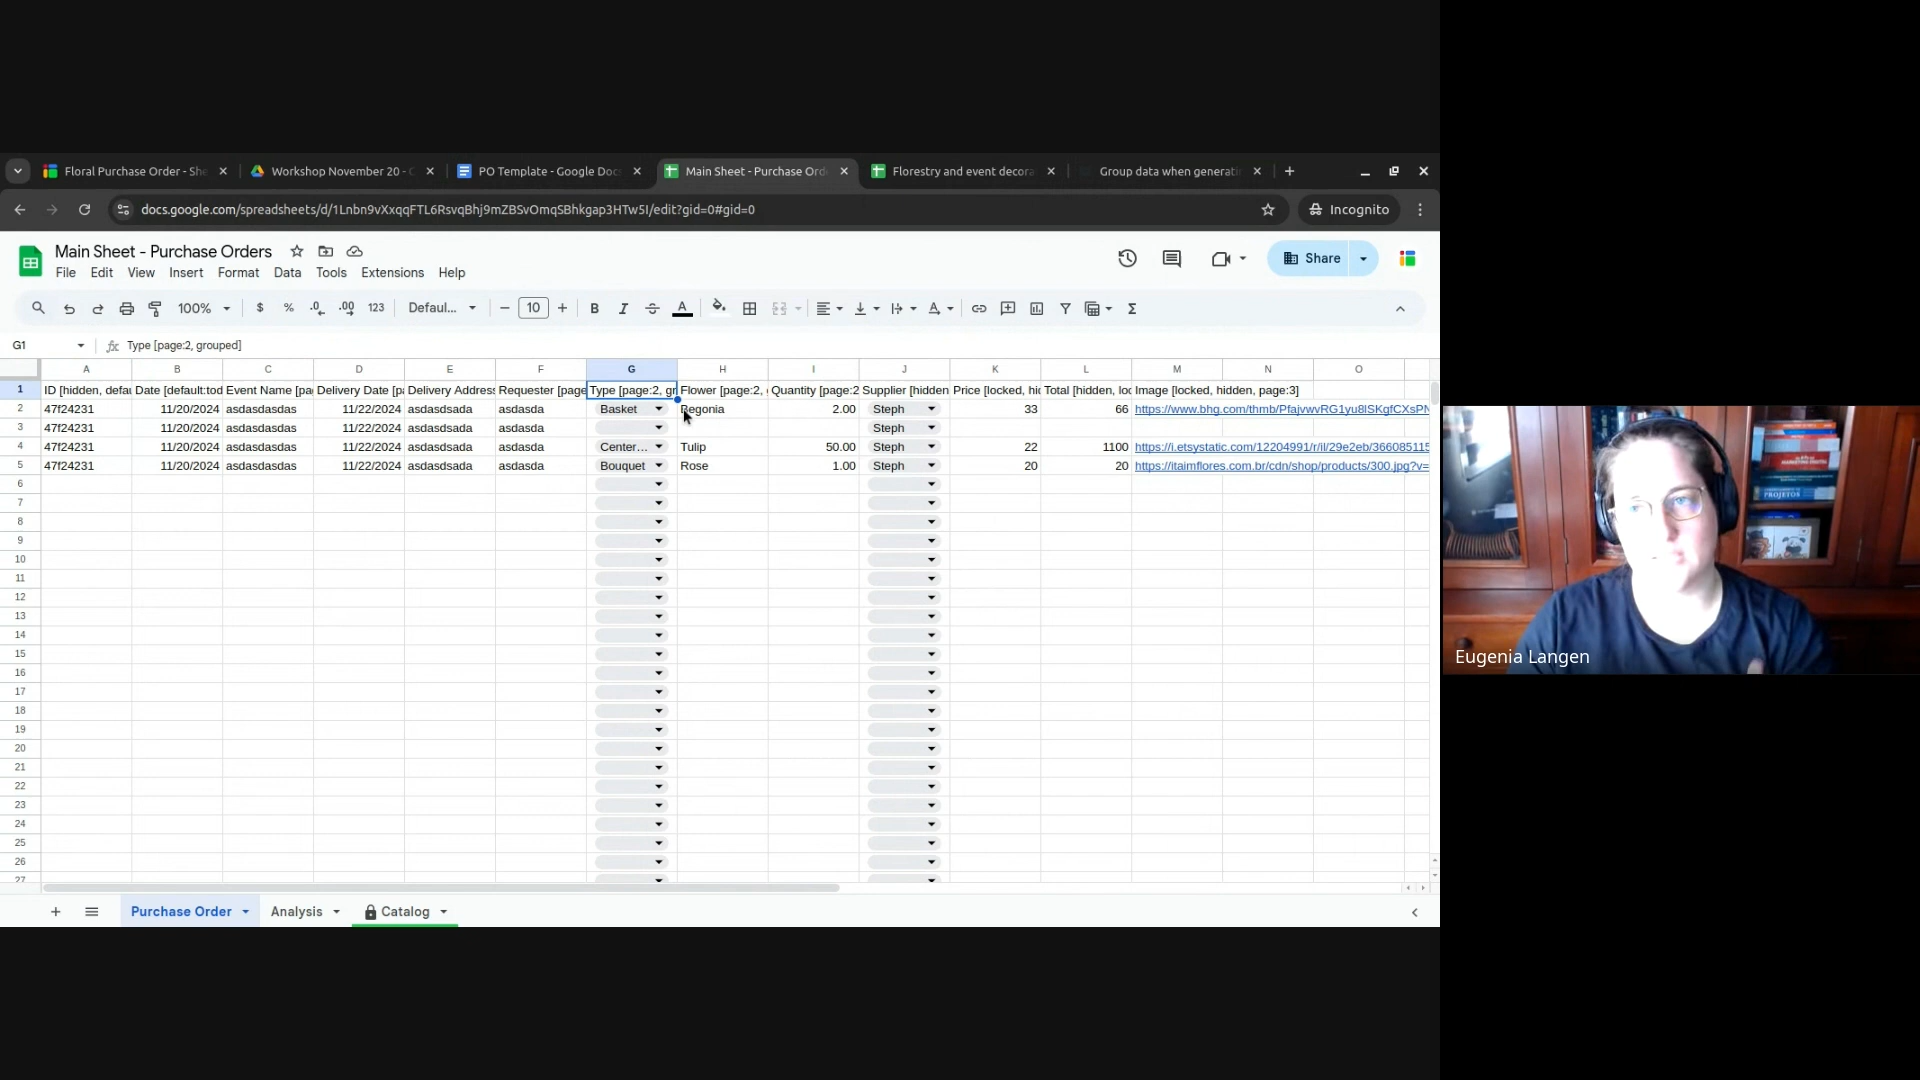 Floral Purchase Order - She
Workshop November 20 - G
PO Template - Google Docs
Main Sheet - Purchase Ord
Florestry and event decora
Group data when generati
docs.google.com/spreadsheets/d/1Lnbn9vXxqqFTL6RsvqBhj9mZBSvOmqSBhkgap3HTw5I/edit?gid=0#gid=0
Incognito
Main Sheet - Purchase Orders
File Edit View Insert Format Data Tools Extensions Help
Share
100% $ % .0 .00 123 Defaul... 10 B I A
G1 Type [page:2, grouped]
A B C D E F G H I J K L M N O
1 ID [hidden, defau Date [default:tod Event Name [pag Delivery Date [pa Delivery Address Requester [page Type [page:2, gr Flower [page:2, Quantity [page:2 Supplier [hidden Price [locked, hi Total [hidden, loc Image [locked, hidden, page:3]
2 47f24231 11/20/2024 asdasdasdas 11/22/2024 asdasdsada asdasda Basket Begonia 2.00 Steph 33 66 https://www.bhg.com/thmb/PfajvwvRG1yu8lSKgfCXsPN
3 47f24231 11/20/2024 asdasdasdas 11/22/2024 asdasdsada asdasda Steph
4 47f24231 11/20/2024 asdasdasdas 11/22/2024 asdasdsada asdasda Center... Tulip 50.00 Steph 22 1100 https://i.etsystatic.com/12204991/r/il/29e2eb/366085115
5 47f24231 11/20/2024 asdasdasdas 11/22/2024 asdasdsada asdasda Bouquet Rose 1.00 Steph 20 20 https://itaimflores.com.br/cdn/shop/products/300.jpg?v=
6
7
8
9
10
11
12
13
14
15
16
17
18
19
20
21
22
23
24
25
26
27
Purchase Order Analysis Catalog
PROJETOS
Eugenia Langen